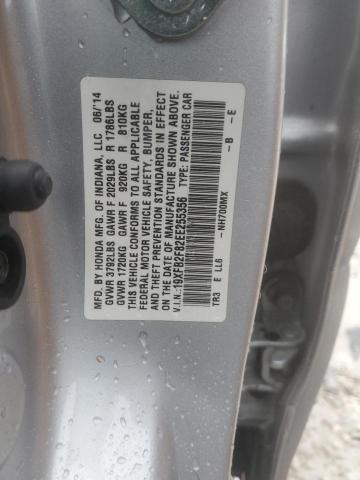 MFD. BY HONDA MFG. OF INDIANA, LLC 06/'14
GVWR 3792LBS GAWR F 2029LBS R 1786LBS
GVWR 1720KG GAWR F 920KG R 810KG
THIS VEHICLE CONFORMS TO ALL APPLICABLE
FEDERAL MOTOR VEHICLE SAFETY, BUMPER,
AND THEFT PREVENTION STANDARDS IN EFFECT
ON THE DATE OF MANUFACTURE SHOWN ABOVE.
V.I.N.: 19XFB2F82EE255356 TYPE: PASSENGER CAR
-NH700MX -B -E
TR3 E LL6